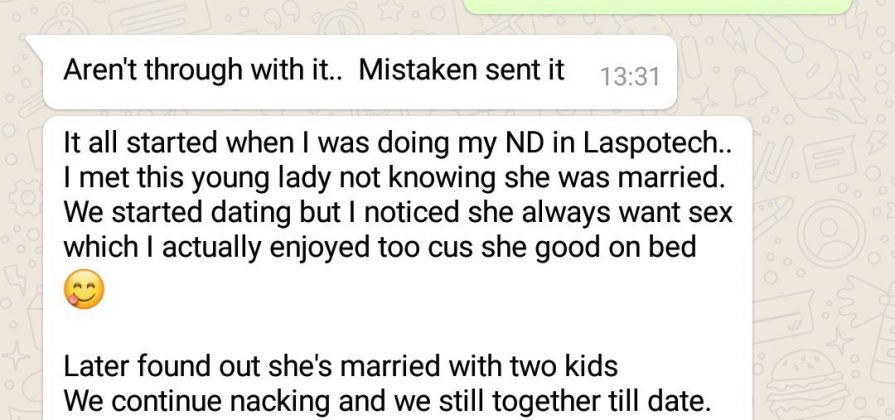 Aren't through with it..  Mistaken sent it
13:31
It all started when I was doing my ND in Laspotech..
I met this young lady not knowing she was married.
We started dating but I noticed she always want sex
which I actually enjoyed too cus she good on bed
😋
Later found out she's married with two kids
We continue nacking and we still together till date.